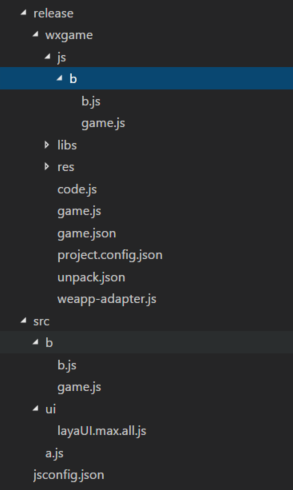 release
wxgame
js
b
b.js
game.js
libs
res
code.js
game.js
game.json
project.config.json
unpack.json
weapp-adapter.js
src
b
b.js
game.js
ui
layaUI.max.all.js
a.js
jsconfig.json